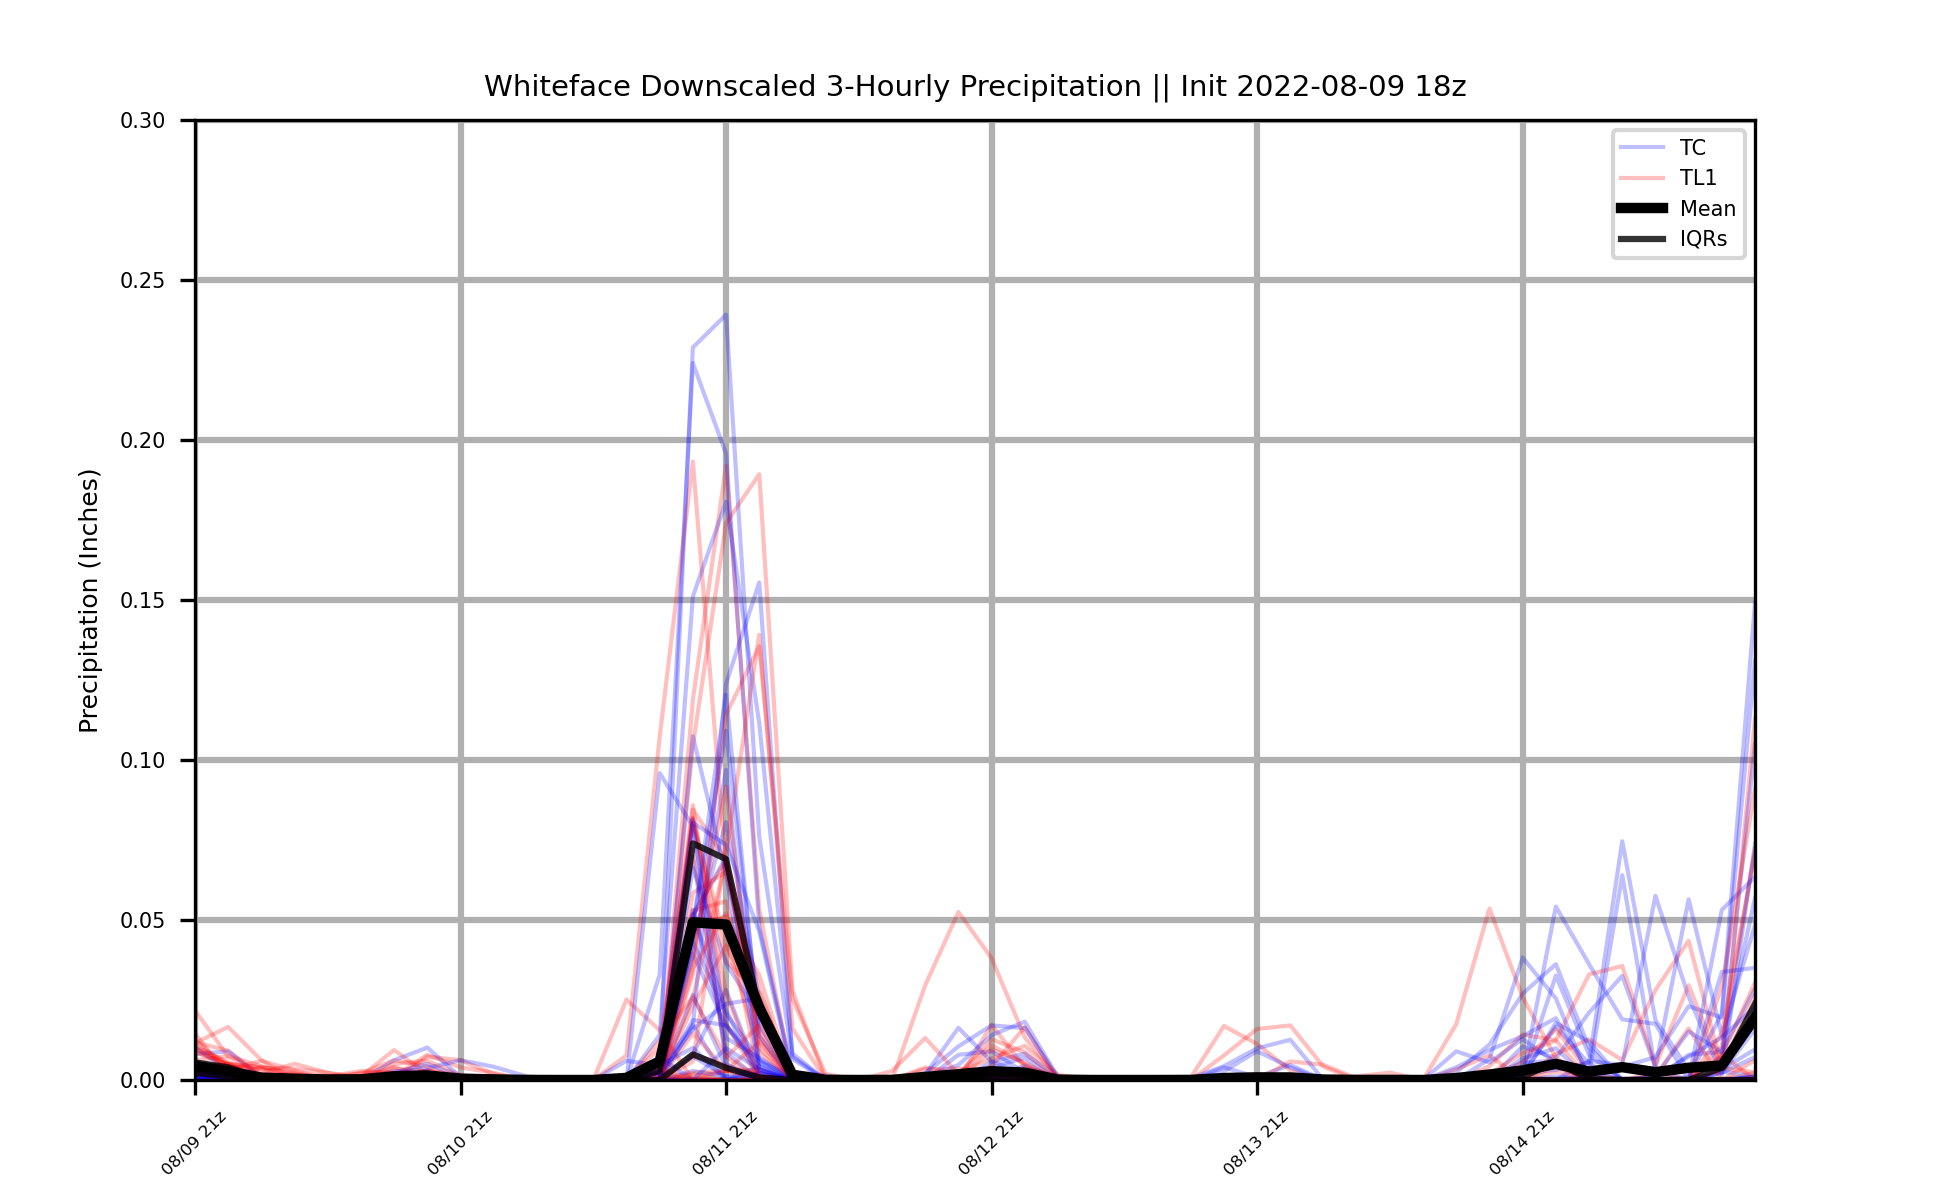 Whiteface Downscaled 3-Hourly Precipitation || Init 2022-08-09 18z
Precipitation (Inches)
0.30
0.25
0.20
0.15
0.10
0.05
0.00
TC
TL1
Mean
IQRs
08/09 21z
08/10 21z
08/11 21z
08/12 21z
08/13 21z
08/14 21z